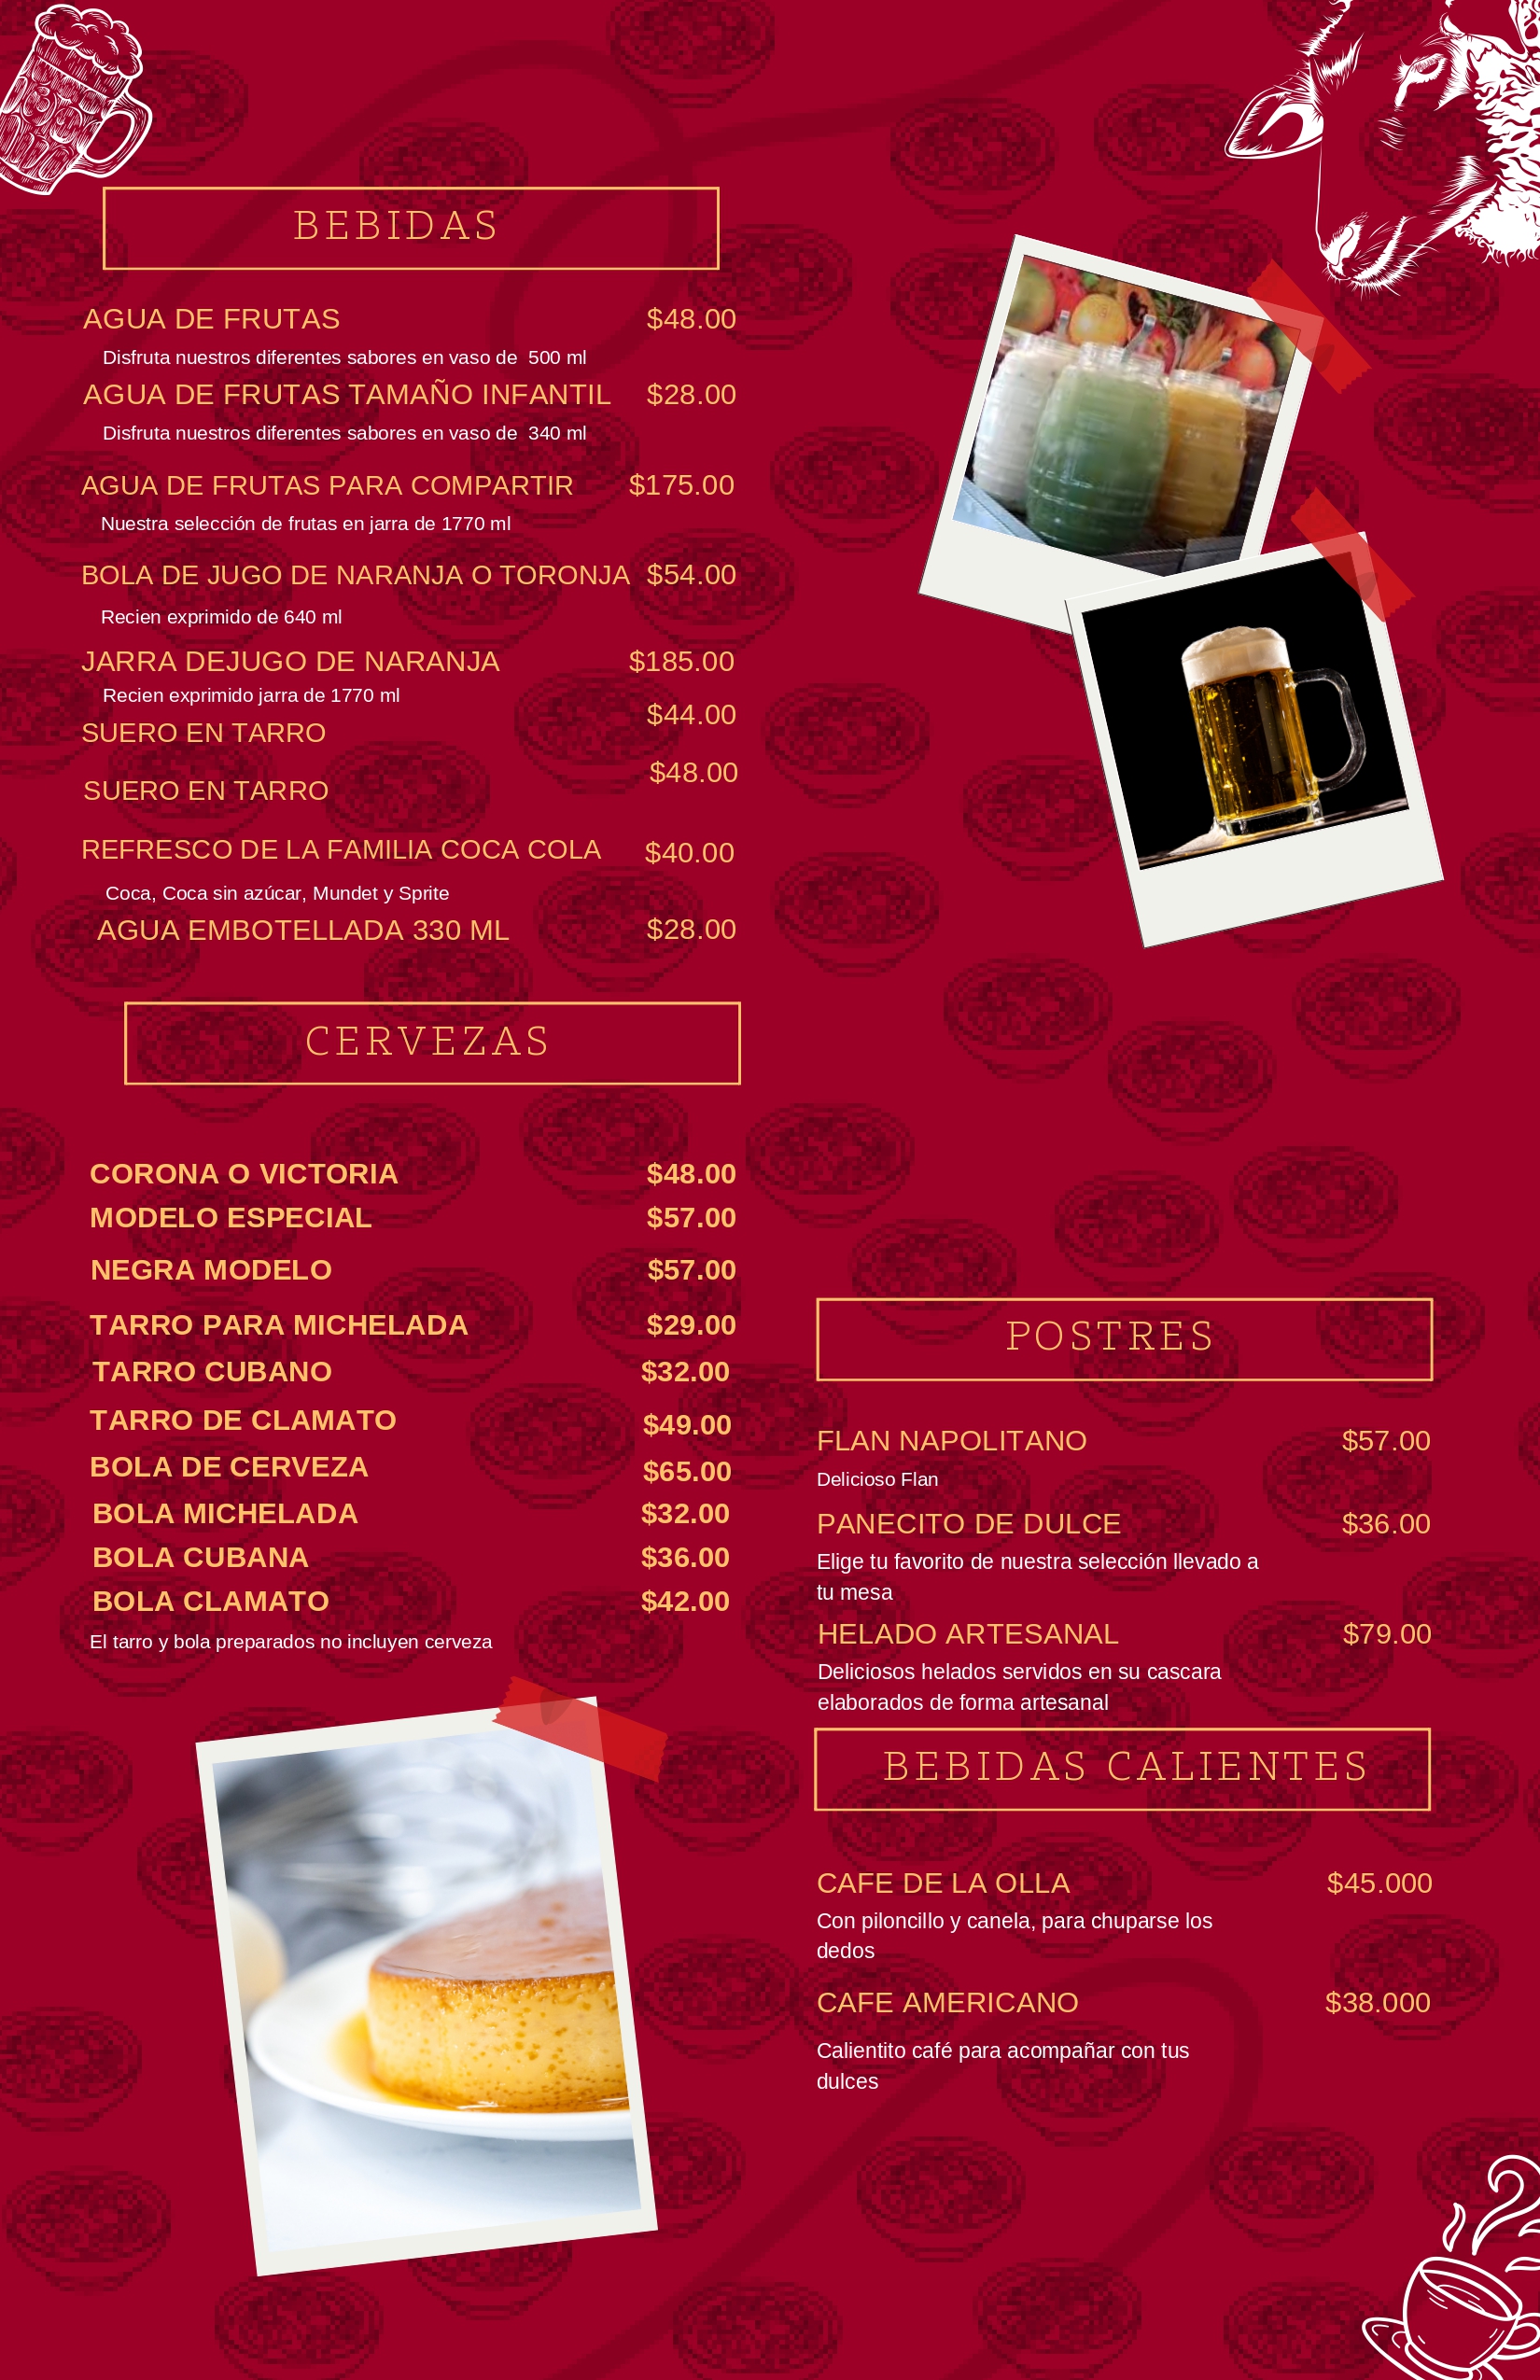 BEBIDAS
AGUA DE FRUTAS $48.00
Disfruta nuestros diferentes sabores en vaso de 500 ml
AGUA DE FRUTAS TAMAÑO INFANTIL $28.00
Disfruta nuestros diferentes sabores en vaso de 340 ml
AGUA DE FRUTAS PARA COMPARTIR $175.00
Nuestra selección de frutas en jarra de 1770 ml
BOLA DE JUGO DE NARANJA O TORONJA $54.00
Recien exprimido de 640 ml
JARRA DEJUGO DE NARANJA $185.00
Recien exprimido jarra de 1770 ml
SUERO EN TARRO $44.00
SUERO EN TARRO $48.00
REFRESCO DE LA FAMILIA COCA COLA $40.00
Coca, Coca sin azúcar, Mundet y Sprite
AGUA EMBOTELLADA 330 ML $28.00
CERVEZAS
CORONA O VICTORIA $48.00
MODELO ESPECIAL $57.00
NEGRA MODELO $57.00
TARRO PARA MICHELADA $29.00
TARRO CUBANO $32.00
TARRO DE CLAMATO $49.00
BOLA DE CERVEZA $65.00
BOLA MICHELADA $32.00
BOLA CUBANA $36.00
BOLA CLAMATO $42.00
El tarro y bola preparados no incluyen cerveza
POSTRES
FLAN NAPOLITANO $57.00
Delicioso Flan
PANECITO DE DULCE $36.00
Elige tu favorito de nuestra selección llevado a
tu mesa
HELADO ARTESANAL $79.00
Deliciosos helados servidos en su cascara
elaborados de forma artesanal
BEBIDAS CALIENTES
CAFE DE LA OLLA $45.000
Con piloncillo y canela, para chuparse los
dedos
CAFE AMERICANO $38.000
Calientito café para acompañar con tus
dulces